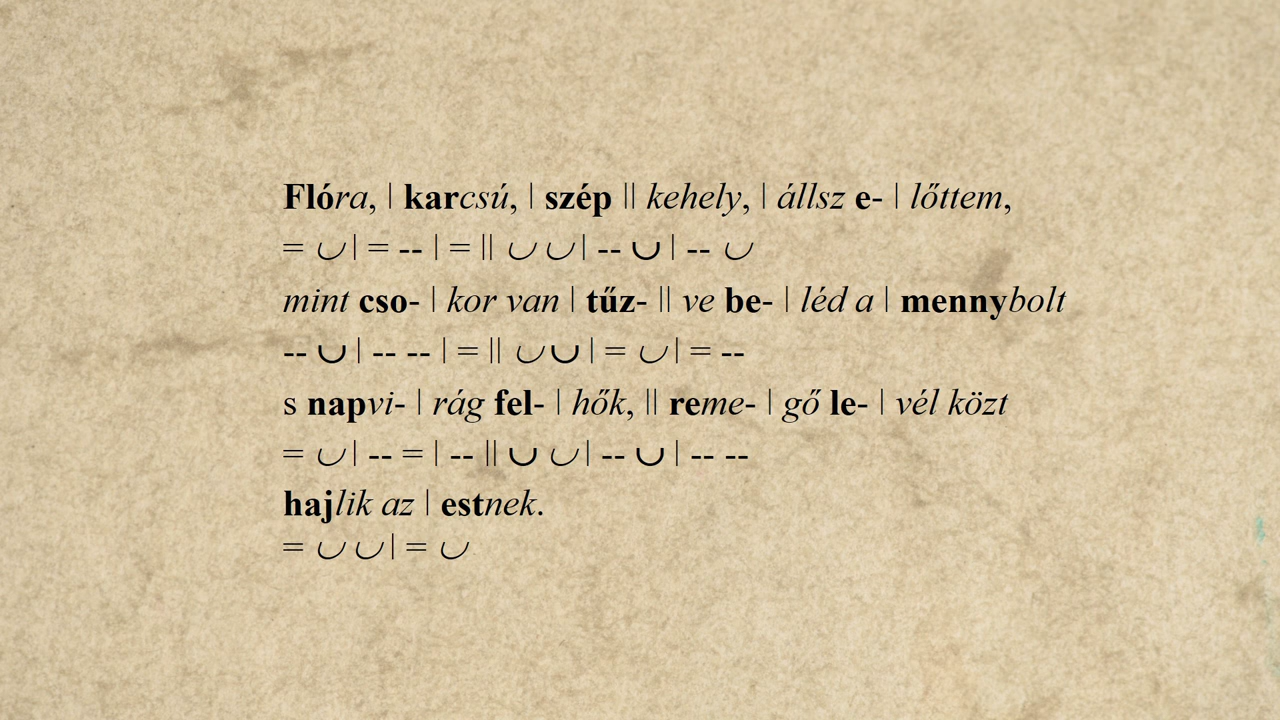 Flóra, | karcsú, | szép || kehely, | állsz e- | lőttem,
= ∪ | = -- | = || ∪ ∪ | -- ∪ | -- ∪
mint cso- | kor van | tűz- || ve be- | léd a | mennybolt
-- ∪ | -- -- | = || ∪ ∪ | = ∪ | = --
s napvi- | rág fel- | hők, || reme- | gő le- | vél közt
= ∪ | -- = | -- || ∪ ∪ | -- ∪ | -- --
hajlik az | estnek.
= ∪ ∪ | = ∪